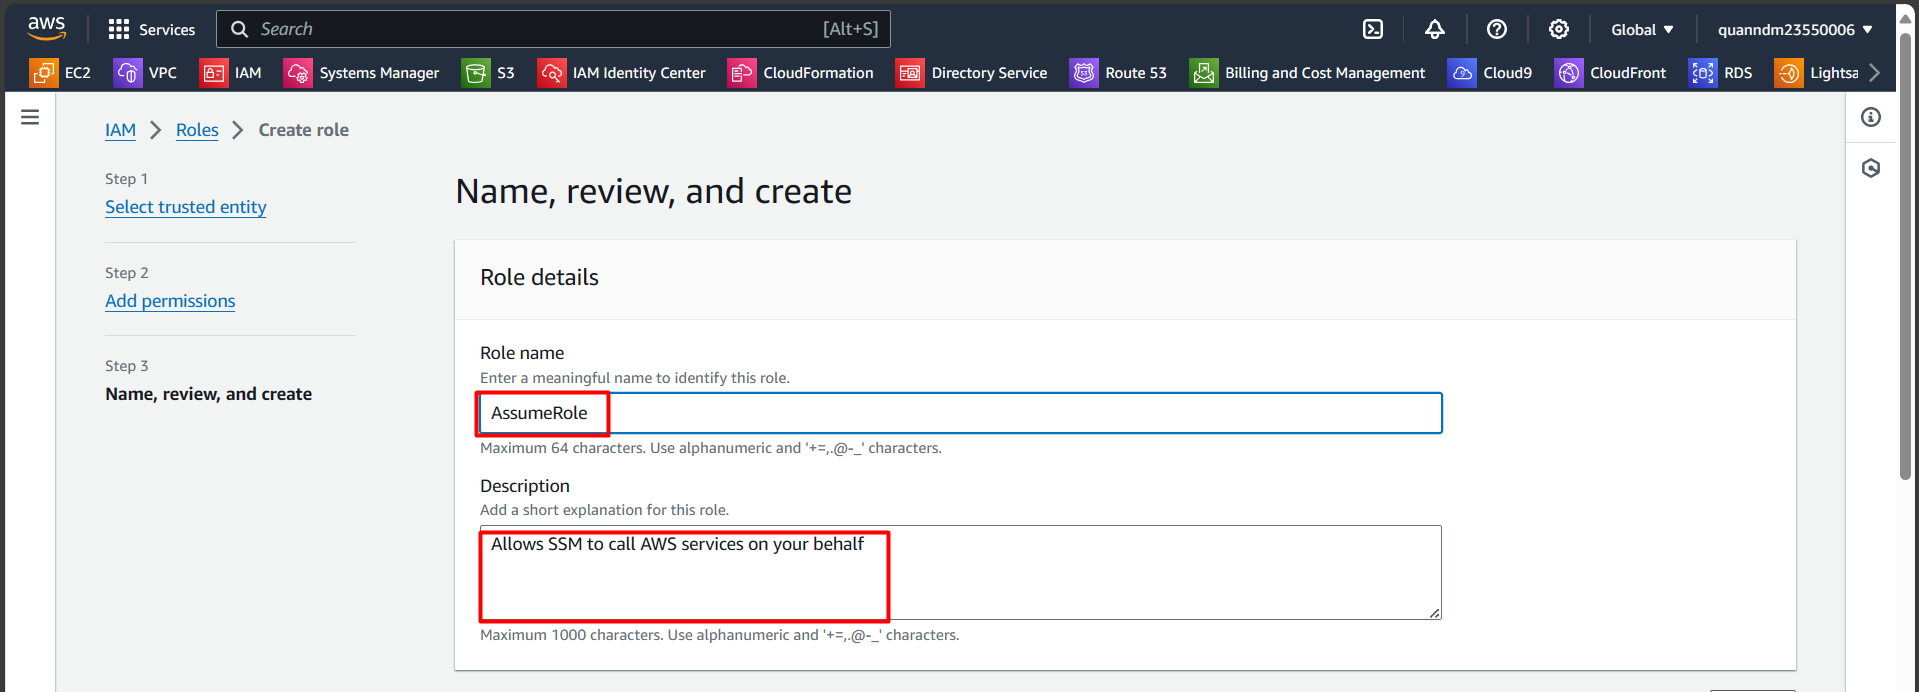 aws Services Search [Alt+S] Global quanndm23550006
EC2 VPC IAM Systems Manager S3 IAM Identity Center CloudFormation Directory Service Route 53 Billing and Cost Management Cloud9 CloudFront RDS Lightsa
IAM Roles Create role
Step 1
Select trusted entity
Step 2
Add permissions
Step 3
Name, review, and create
Name, review, and create
Role details
Role name
Enter a meaningful name to identify this role.
AssumeRole
Maximum 64 characters. Use alphanumeric and '+=,.@-_' characters.
Description
Add a short explanation for this role.
Allows SSM to call AWS services on your behalf
Maximum 1000 characters. Use alphanumeric and '+=,.@-_' characters.